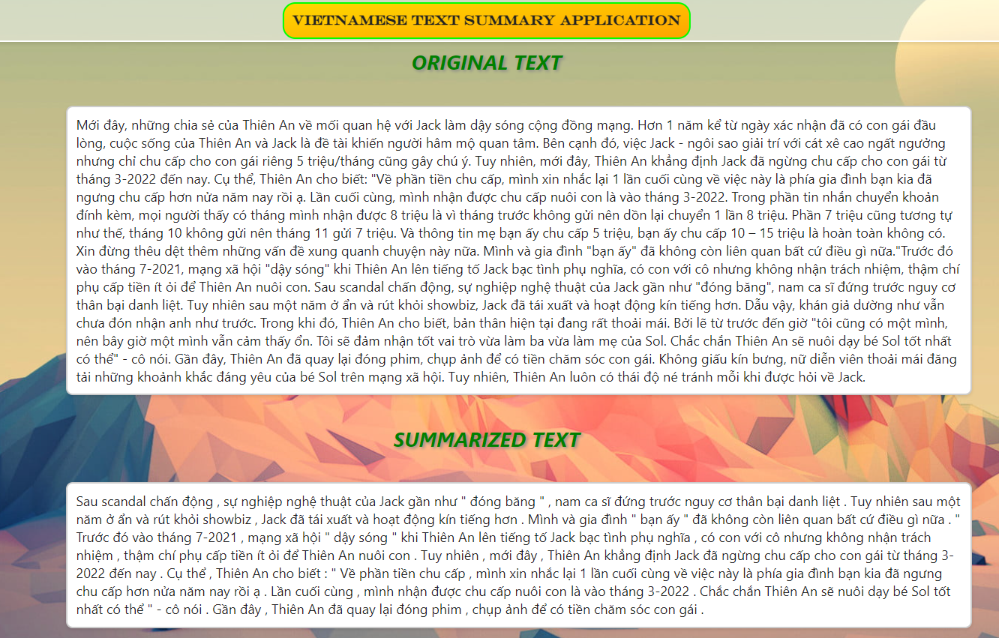 VIETNAMESE TEXT SUMMARY APPLICATION
ORIGINAL TEXT
Mới đây, những chia sẻ của Thiên An về mối quan hệ với Jack làm dậy sóng cộng đồng mạng. Hơn 1 năm kể từ ngày xác nhận đã có con gái đầu
lòng, cuộc sống của Thiên An và Jack là đề tài khiến người hâm mộ quan tâm. Bên cạnh đó, việc Jack - ngôi sao giải trí với cát xê cao ngất ngưởng
nhưng chỉ chu cấp cho con gái riêng 5 triệu/tháng cũng gây chú ý. Tuy nhiên, mới đây, Thiên An khẳng định Jack đã ngừng chu cấp cho con gái từ
tháng 3-2022 đến nay. Cụ thể, Thiên An cho biết: "Về phần tiền chu cấp, mình xin nhắc lại 1 lần cuối cùng về việc này là phía gia đình bạn kia đã
ngưng chu cấp hơn nửa năm nay rồi ạ. Lần cuối cùng, mình nhận được chu cấp nuôi con là vào tháng 3-2022. Trong phần tin nhắn chuyển khoản
đính kèm, mọi người thấy có tháng mình nhận được 8 triệu là vì tháng trước không gửi nên dồn lại chuyển 1 lần 8 triệu. Phần 7 triệu cũng tương tự
như thế, tháng 10 không gửi nên tháng 11 gửi 7 triệu. Và thông tin mẹ bạn ấy chu cấp 5 triệu, bạn ấy chu cấp 10 – 15 triệu là hoàn toàn không có.
Xin đừng thêu dệt thêm những vấn đề xung quanh chuyện này nữa. Mình và gia đình "bạn ấy" đã không còn liên quan bất cứ điều gì nữa."Trước đó
vào tháng 7-2021, mạng xã hội "dậy sóng" khi Thiên An lên tiếng tố Jack bạc tình phụ nghĩa, có con với cô nhưng không nhận trách nhiệm, thậm chí
phụ cấp tiền ít ỏi để Thiên An nuôi con. Sau scandal chấn động, sự nghiệp nghệ thuật của Jack gần như "đóng băng", nam ca sĩ đứng trước nguy cơ
thân bại danh liệt. Tuy nhiên sau một năm ở ẩn và rút khỏi showbiz, Jack đã tái xuất và hoạt động kín tiếng hơn. Dẫu vậy, khán giả dường như vẫn
chưa đón nhận anh như trước. Trong khi đó, Thiên An cho biết, bản thân hiện tại đang rất thoải mái. Bởi lẽ từ trước đến giờ "tôi cũng có một mình,
nên bây giờ một mình vẫn cảm thấy ổn. Tôi sẽ đảm nhận tốt vai trò vừa làm ba vừa làm mẹ của Sol. Chắc chắn Thiên An sẽ nuôi dạy bé Sol tốt nhất
có thể" - cô nói. Gần đây, Thiên An đã quay lại đóng phim, chụp ảnh để có tiền chăm sóc con gái. Không giấu kín bưng, nữ diễn viên thoải mái đăng
tải những khoảnh khắc đáng yêu của bé Sol trên mạng xã hội. Tuy nhiên, Thiên An luôn có thái độ né tránh mỗi khi được hỏi về Jack.
SUMMARIZED TEXT
Sau scandal chấn động , sự nghiệp nghệ thuật của Jack gần như " đóng băng " , nam ca sĩ đứng trước nguy cơ thân bại danh liệt . Tuy nhiên sau một
năm ở ẩn và rút khỏi showbiz , Jack đã tái xuất và hoạt động kín tiếng hơn . Mình và gia đình " bạn ấy " đã không còn liên quan bất cứ điều gì nữa . "
Trước đó vào tháng 7-2021 , mạng xã hội " dậy sóng " khi Thiên An lên tiếng tố Jack bạc tình phụ nghĩa , có con với cô nhưng không nhận trách
nhiệm , thậm chí phụ cấp tiền ít ỏi để Thiên An nuôi con . Tuy nhiên , mới đây , Thiên An khẳng định Jack đã ngừng chu cấp cho con gái từ tháng 3-
2022 đến nay . Cụ thể , Thiên An cho biết : " Về phần tiền chu cấp , mình xin nhắc lại 1 lần cuối cùng về việc này là phía gia đình bạn kia đã ngưng
chu cấp hơn nửa năm nay rồi ạ . Lần cuối cùng , mình nhận được chu cấp nuôi con là vào tháng 3-2022 . Chắc chắn Thiên An sẽ nuôi dạy bé Sol tốt
nhất có thể " - cô nói . Gần đây , Thiên An đã quay lại đóng phim , chụp ảnh để có tiền chăm sóc con gái .